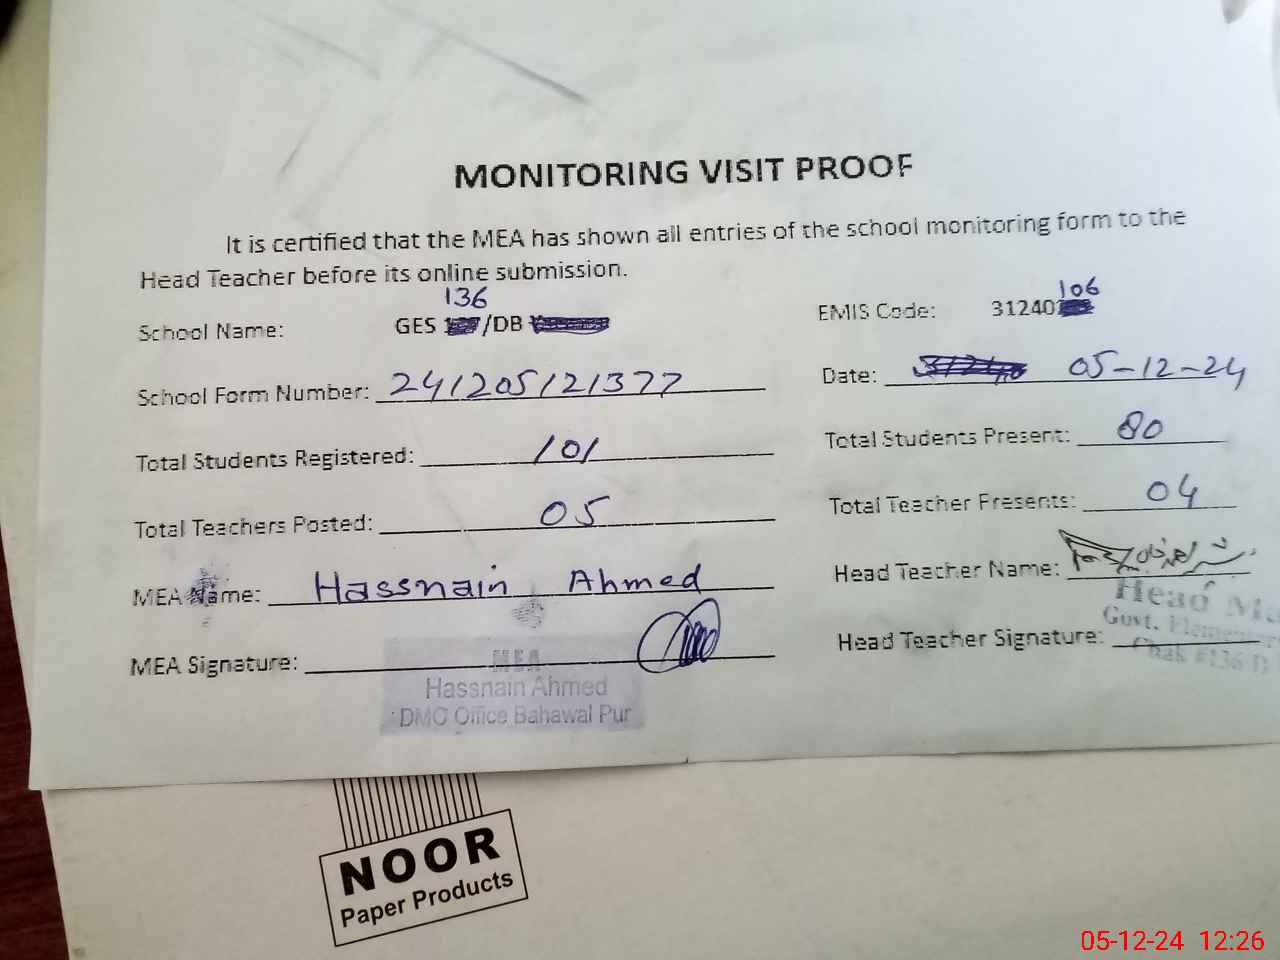 MONITORING VISIT PROOF
It is certified that the MEA has shown all entries of the school monitoring form to the
Head Teacher before its online submission.
136
106
School Name: GES /DB EMIS Code: 31240
School Form Number: 241205121377 Date: 05-12-24
Total Students Registered: 101 Total Students Present: 80
Total Teachers Posted: 05 Total Teacher Presents: 04
MEA Name: Hassnain Ahmed Head Teacher Name:
Head
Govt.
MEA Signature: Head Teacher Signature:
Chak #136 D
MEA
Hassnain Ahmed
DMO Office Bahawal Pur
NOOR
Paper Products
05-12-24 12:26